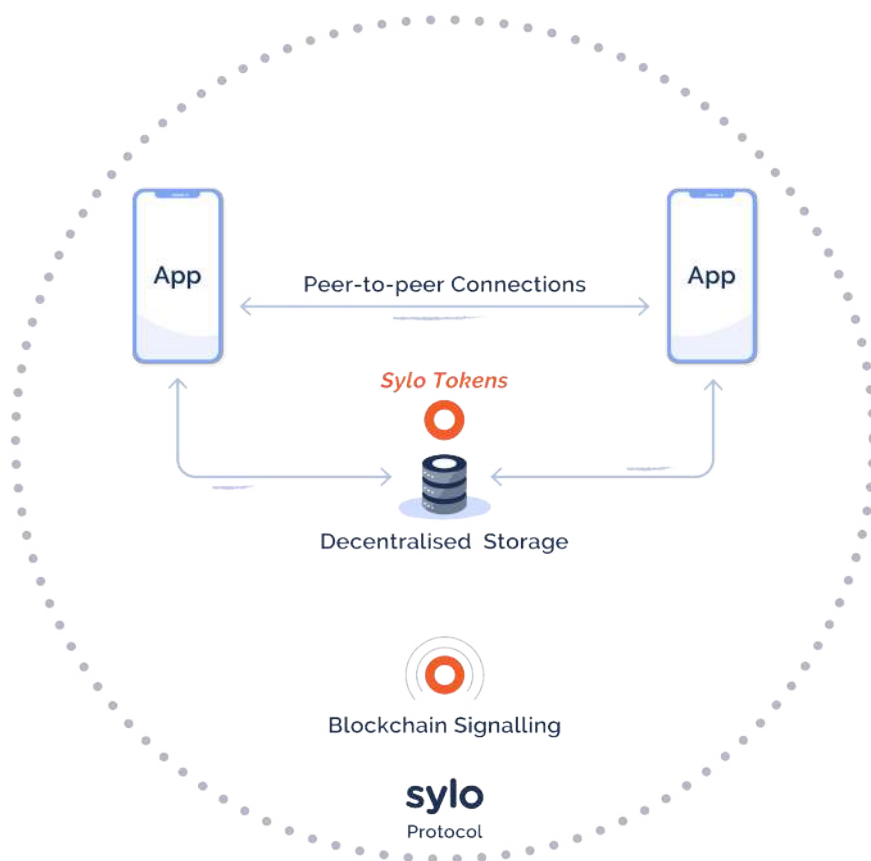 App
App
Peer-to-peer Connections
Sylo Tokens
Decentralised Storage
Blockchain Signalling
sylo
Protocol